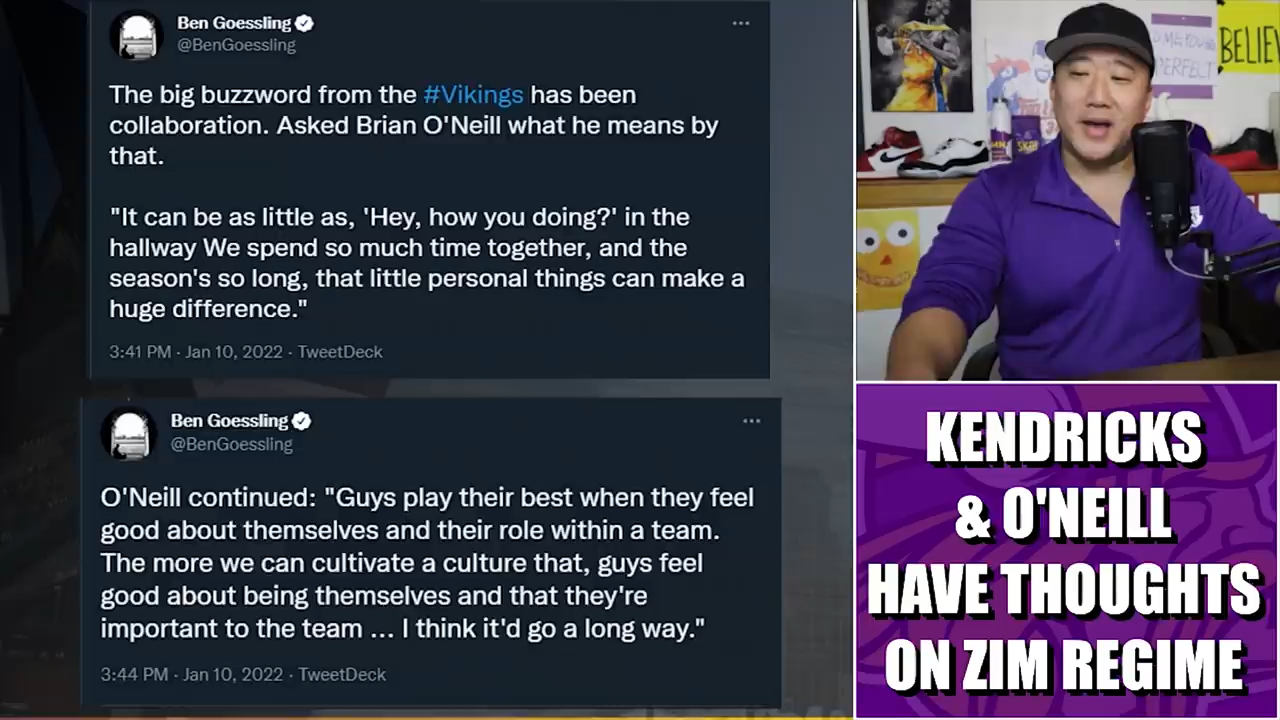 Ben Goessling
@BenGoessling
The big buzzword from the #Vikings has been
collaboration. Asked Brian O'Neill what he means by
that.
"It can be as little as, 'Hey, how you doing?' in the
hallway We spend so much time together, and the
season's so long, that little personal things can make a
huge difference."
3:41 PM · Jan 10, 2022 · TweetDeck
Ben Goessling
@BenGoessling
O'Neill continued: "Guys play their best when they feel
good about themselves and their role within a team.
The more we can cultivate a culture that, guys feel
good about being themselves and that they're
important to the team ... I think it'd go a long way."
3:44 PM · Jan 10, 2022 · TweetDeck
BELIEV
PERFECT
SKOL
KENDRICKS
& O'NEILL
HAVE THOUGHTS
ON ZIM REGIME